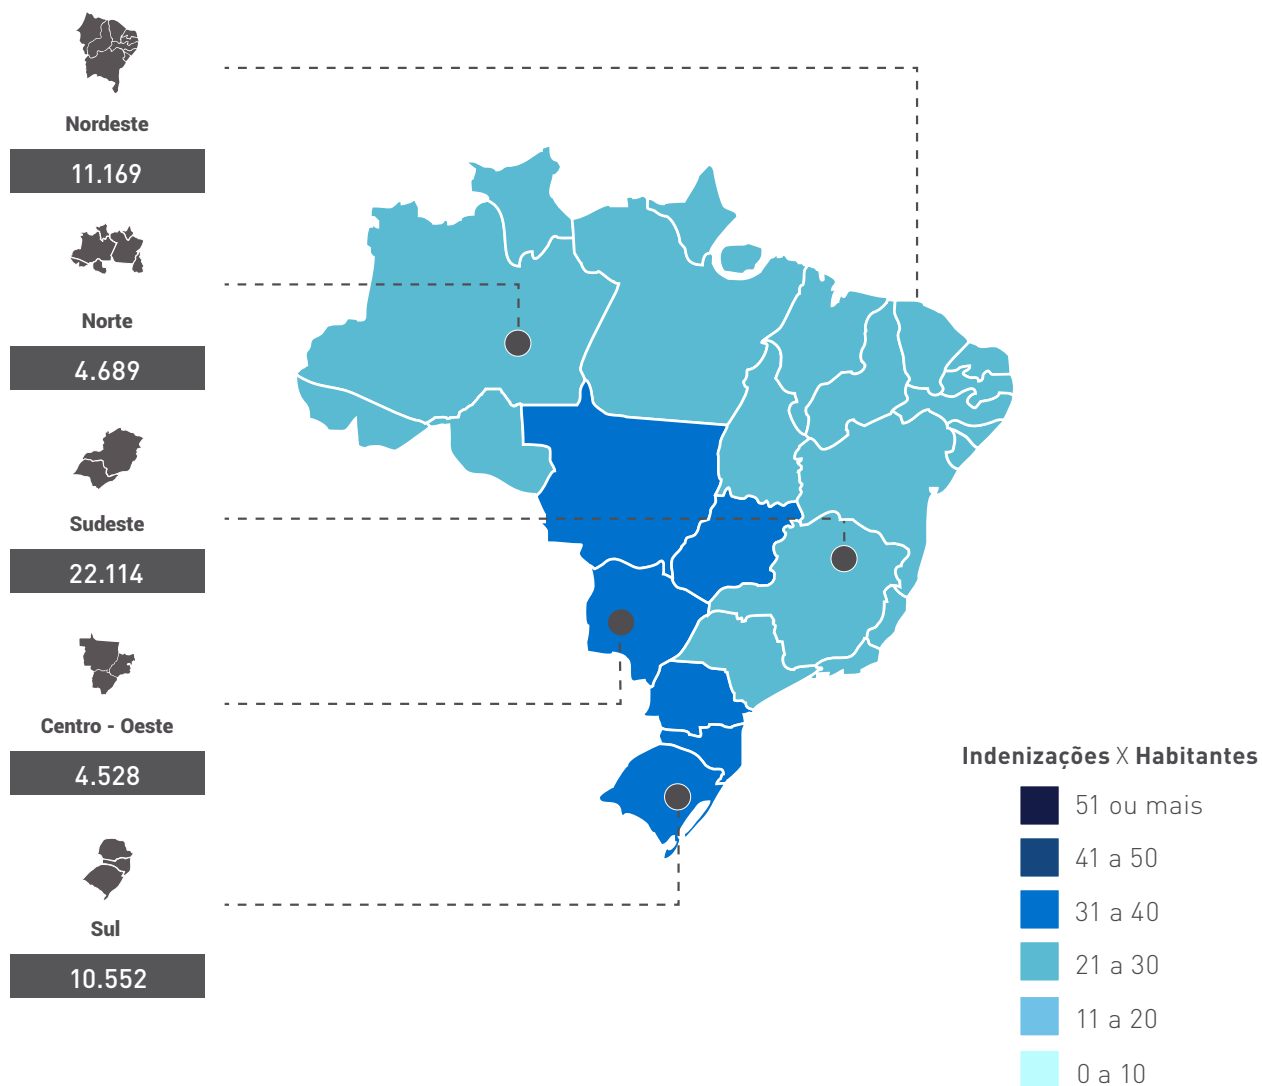 Nordeste
11.169
Norte
4.689
Sudeste
22.114
Centro - Oeste
4.528
Sul
10.552
Indenizações X Habitantes
51 ou mais
41 a 50
31 a 40
21 a 30
11 a 20
0 a 10